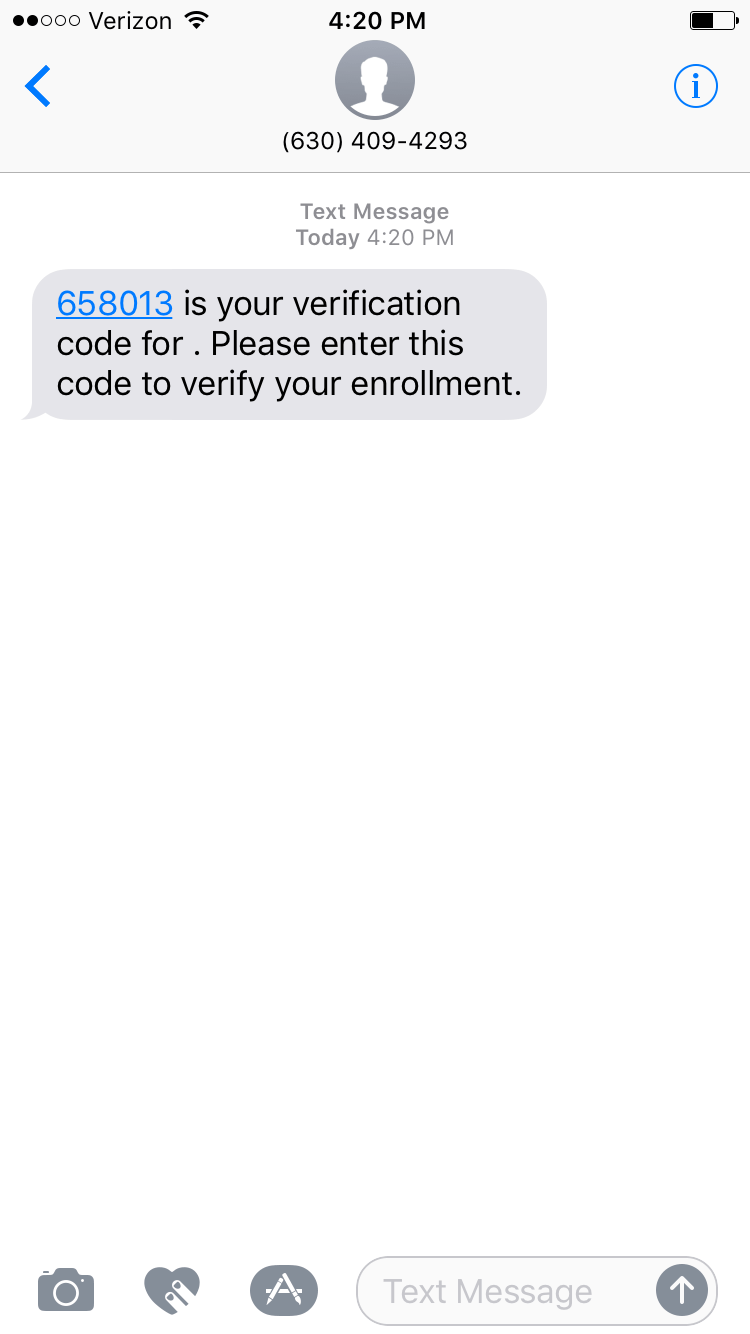 Verizon 4:20 PM
(630) 409-4293
Text Message
Today 4:20 PM
658013 is your verification
code for . Please enter this
code to verify your enrollment.
Text Message